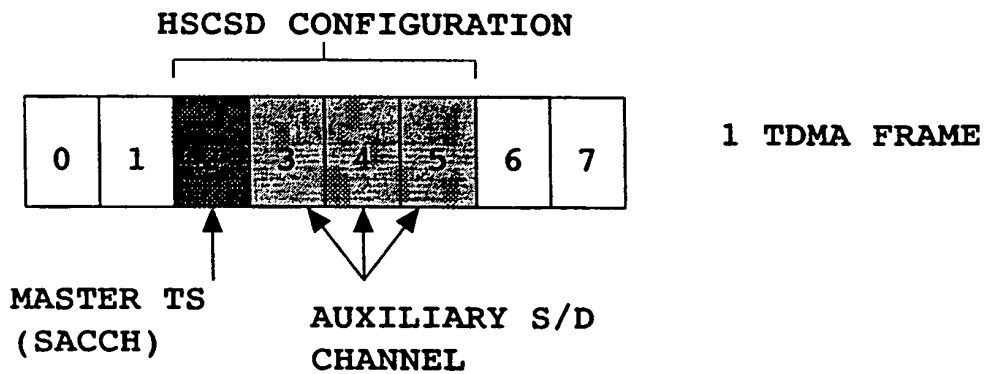 HSCSD CONFIGURATION
0 1 3 4 5 6 7
1 TDMA FRAME
MASTER TS
(SACCH)
AUXILIARY S/D
CHANNEL